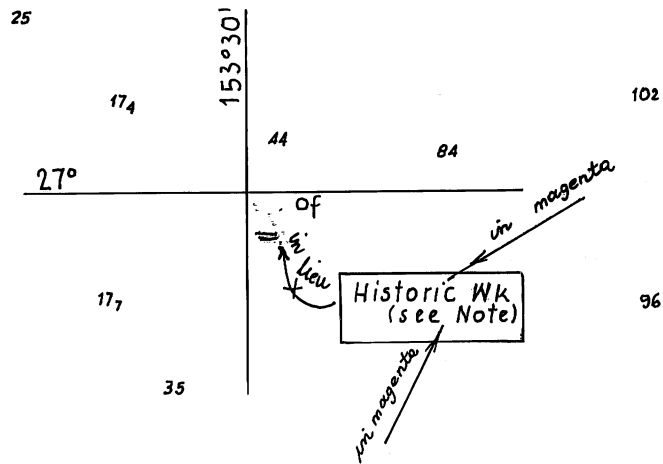 25
153°30'
17₄
102
44
84
27°
in magenta
of
in lieu
Historic Wk
(see Note)
17₇
96
in magenta
35